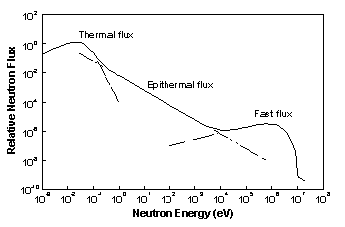 Thermal flux
Epithermal flux
Fast flux
Relative Neutron Flux
10²
10⁰
10⁻²
10⁻⁴
10⁻⁶
10⁻⁸
10⁻¹⁰
10⁻³ 10⁻² 10⁻¹ 10⁰ 10¹ 10² 10³ 10⁴ 10⁵ 10⁶ 10⁷ 10⁸
Neutron Energy (eV)